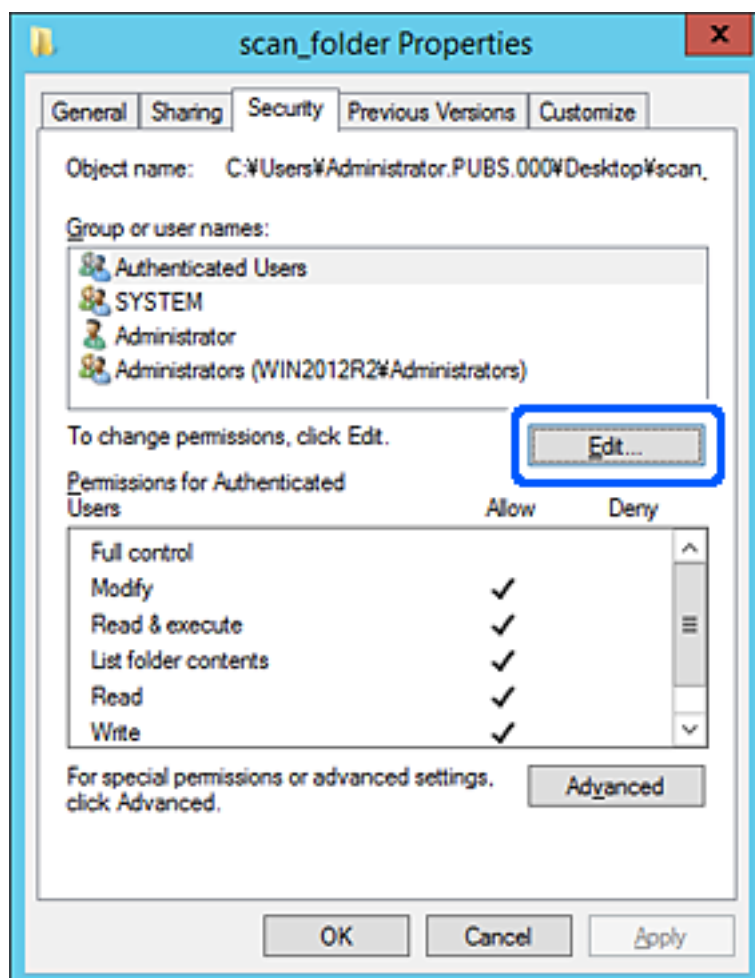 scan_folder Properties
x
General Sharing Security Previous Versions Customize
Object name: C:¥Users¥Administrator.PUBS.000¥Desktop¥scan_
Group or user names:
Authenticated Users
SYSTEM
Administrator
Administrators (WIN2012R2¥Administrators)
To change permissions, click Edit.
Edit...
Permissions for Authenticated
Users Allow Deny
Full control
Modify
Read & execute
List folder contents
Read
Write
For special permissions or advanced settings,
click Advanced.
Advanced
OK Cancel Apply